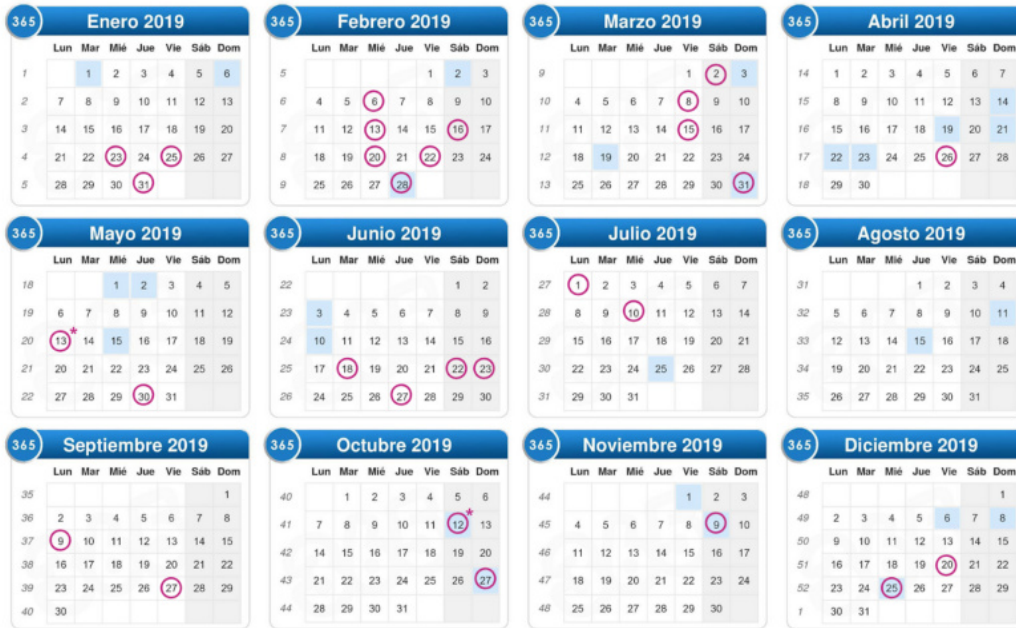 365
Enero 2019
Lun Mar Mié Jue Vie Sáb Dom
1 1 2 3 4 5 6
2 7 8 9 10 11 12 13
3 14 15 16 17 18 19 20
4 21 22 23 24 25 26 27
5 28 29 30 31
365
Febrero 2019
Lun Mar Mié Jue Vie Sáb Dom
5 1 2 3
6 4 5 6 7 8 9 10
7 11 12 13 14 15 16 17
8 18 19 20 21 22 23 24
9 25 26 27 28
365
Marzo 2019
Lun Mar Mié Jue Vie Sáb Dom
9 1 2 3
10 4 5 6 7 8 9 10
11 11 12 13 14 15 16 17
12 18 19 20 21 22 23 24
13 25 26 27 28 29 30 31
365
Abril 2019
Lun Mar Mié Jue Vie Sáb Dom
14 1 2 3 4 5 6 7
15 8 9 10 11 12 13 14
16 15 16 17 18 19 20 21
17 22 23 24 25 26 27 28
18 29 30
365
Mayo 2019
Lun Mar Mié Jue Vie Sáb Dom
18 1 2 3 4 5
19 6 7 8 9 10 11 12
20 13* 14 15 16 17 18 19
21 20 21 22 23 24 25 26
22 27 28 29 30 31
365
Junio 2019
Lun Mar Mié Jue Vie Sáb Dom
22 1 2
23 3 4 5 6 7 8 9
24 10 11 12 13 14 15 16
25 17 18 19 20 21 22 23
26 24 25 26 27 28 29 30
365
Julio 2019
Lun Mar Mié Jue Vie Sáb Dom
27 1 2 3 4 5 6 7
28 8 9 10 11 12 13 14
29 15 16 17 18 19 20 21
30 22 23 24 25 26 27 28
31 29 30 31
365
Agosto 2019
Lun Mar Mié Jue Vie Sáb Dom
31 1 2 3 4
32 5 6 7 8 9 10 11
33 12 13 14 15 16 17 18
34 19 20 21 22 23 24 25
35 26 27 28 29 30 31
365
Septiembre 2019
Lun Mar Mié Jue Vie Sáb Dom
35 1
36 2 3 4 5 6 7 8
37 9 10 11 12 13 14 15
38 16 17 18 19 20 21 22
39 23 24 25 26 27 28 29
40 30
365
Octubre 2019
Lun Mar Mié Jue Vie Sáb Dom
40 1 2 3 4 5 6
41 7 8 9 10 11 12* 13
42 14 15 16 17 18 19 20
43 21 22 23 24 25 26 27
44 28 29 30 31
365
Noviembre 2019
Lun Mar Mié Jue Vie Sáb Dom
44 1 2 3
45 4 5 6 7 8 9 10
46 11 12 13 14 15 16 17
47 18 19 20 21 22 23 24
48 25 26 27 28 29 30
365
Diciembre 2019
Lun Mar Mié Jue Vie Sáb Dom
48 1
49 2 3 4 5 6 7 8
50 9 10 11 12 13 14 15
51 16 17 18 19 20 21 22
52 23 24 25 26 27 28 29
1 30 31